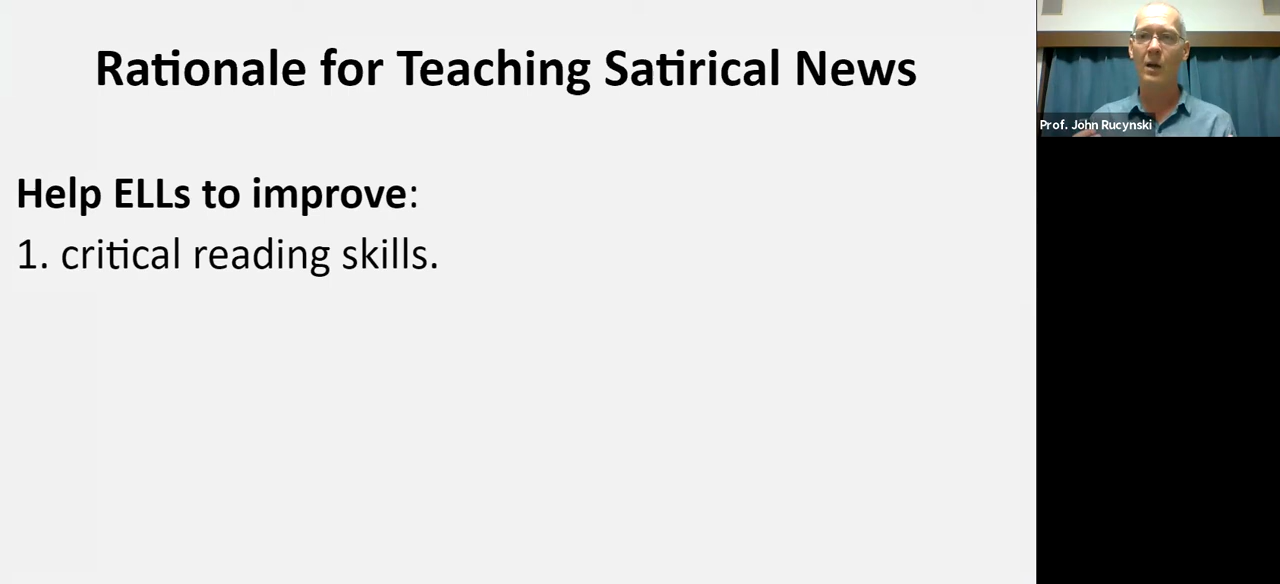 Rationale for Teaching Satirical News
Help ELLs to improve:
1. critical reading skills.
Prof. John Rucynski